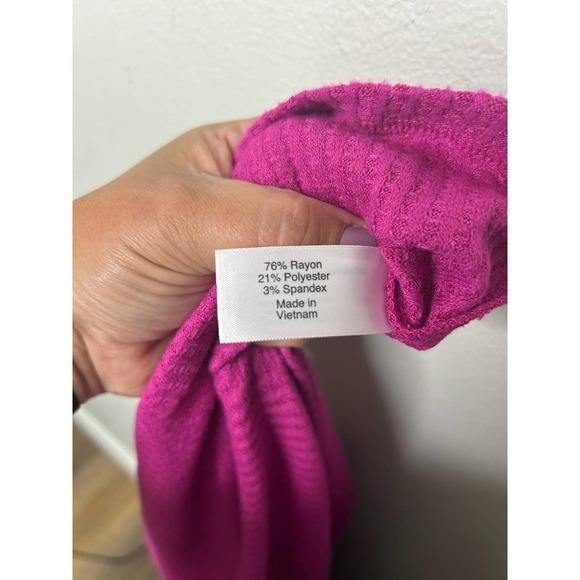 76% Rayon
21% Polyester
3% Spandex
Made in
Vietnam